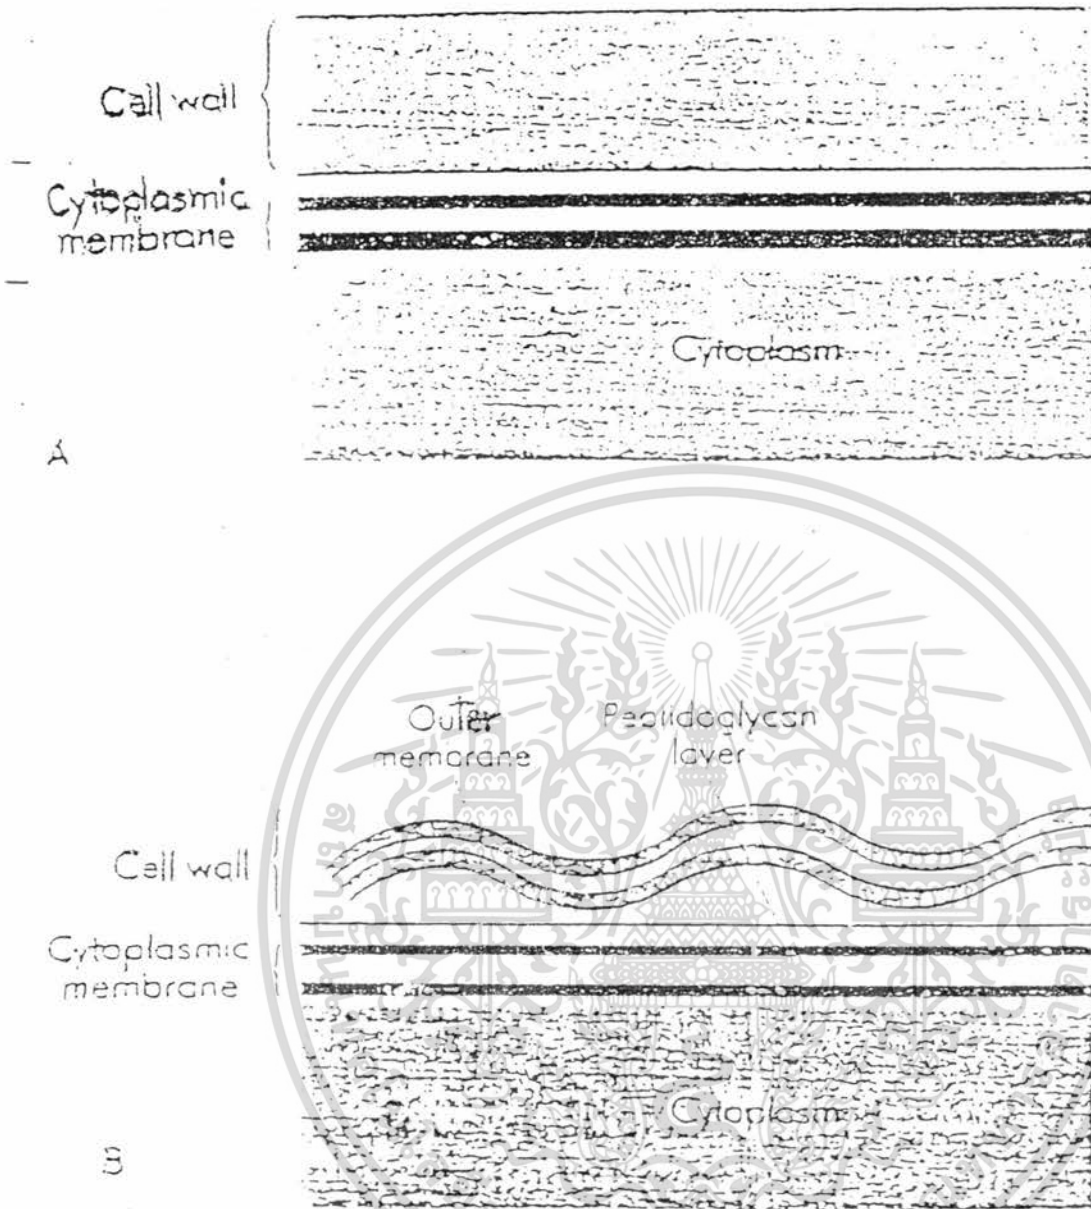 Cell wall
Cytoplasmic
membrane
Cytoplasm
A
Outer
membrane
Peptidoglycan
layer
Cell wall
Cytoplasmic
membrane
Cytoplasm
B